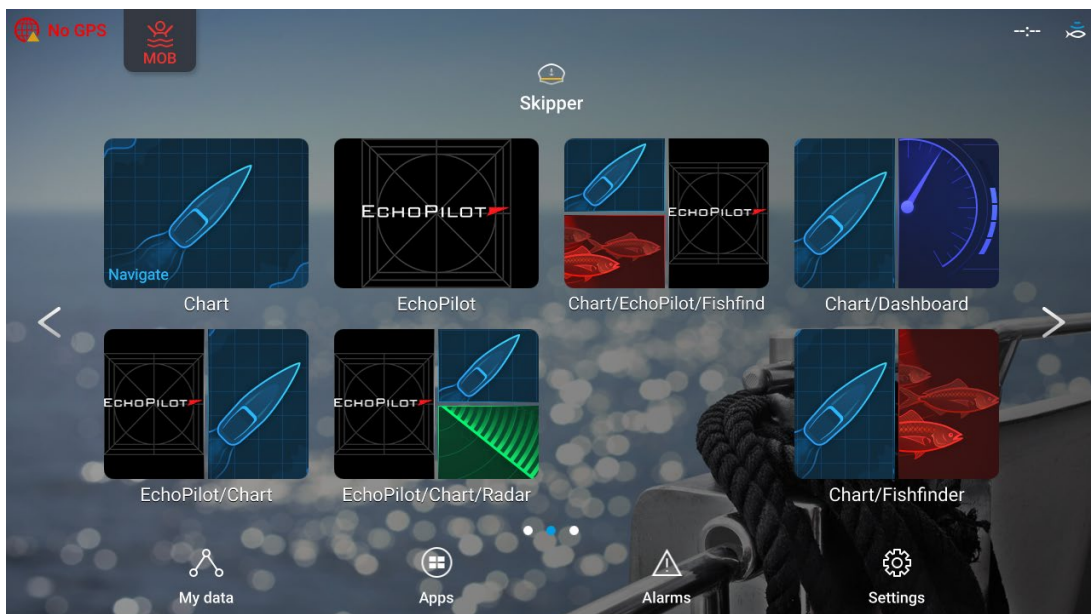 No GPS
MOB
--:--
Skipper
ECHOPILOT
ECHOPILOT
Navigate
Chart
EchoPilot
Chart/EchoPilot/Fishfind
Chart/Dashboard
ECHOPILOT
ECHOPILOT
EchoPilot/Chart
EchoPilot/Chart/Radar
Chart/Fishfinder
My data
Apps
Alarms
Settings